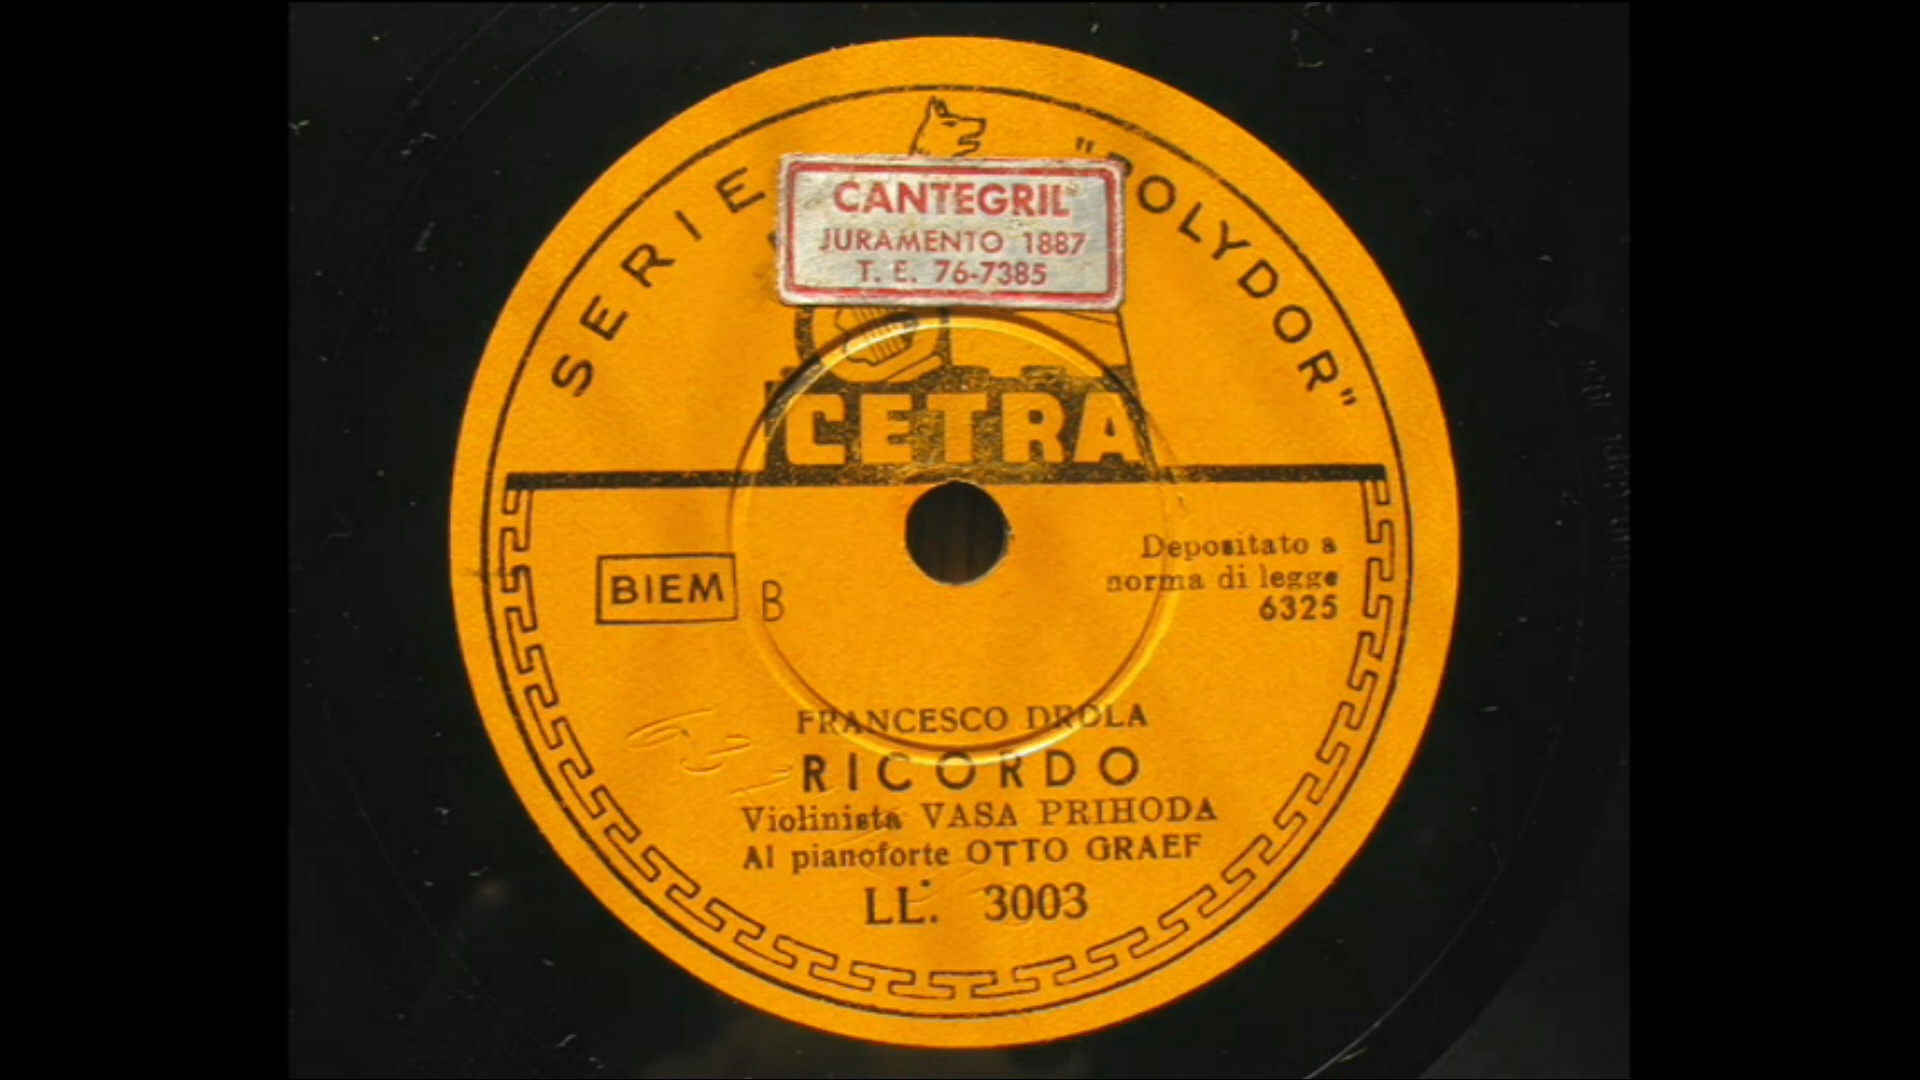 SERIE "POLYDOR"
CANTEGRIL
JURAMENTO 1887
T. E. 76-7385
CETRA
BIEM B
Depositato a
norma di legge
6325
FRANCESCO DRDLA
RICORDO
Violinista VASA PRIHODA
Al pianoforte OTTO GRAEF
LL. 3003